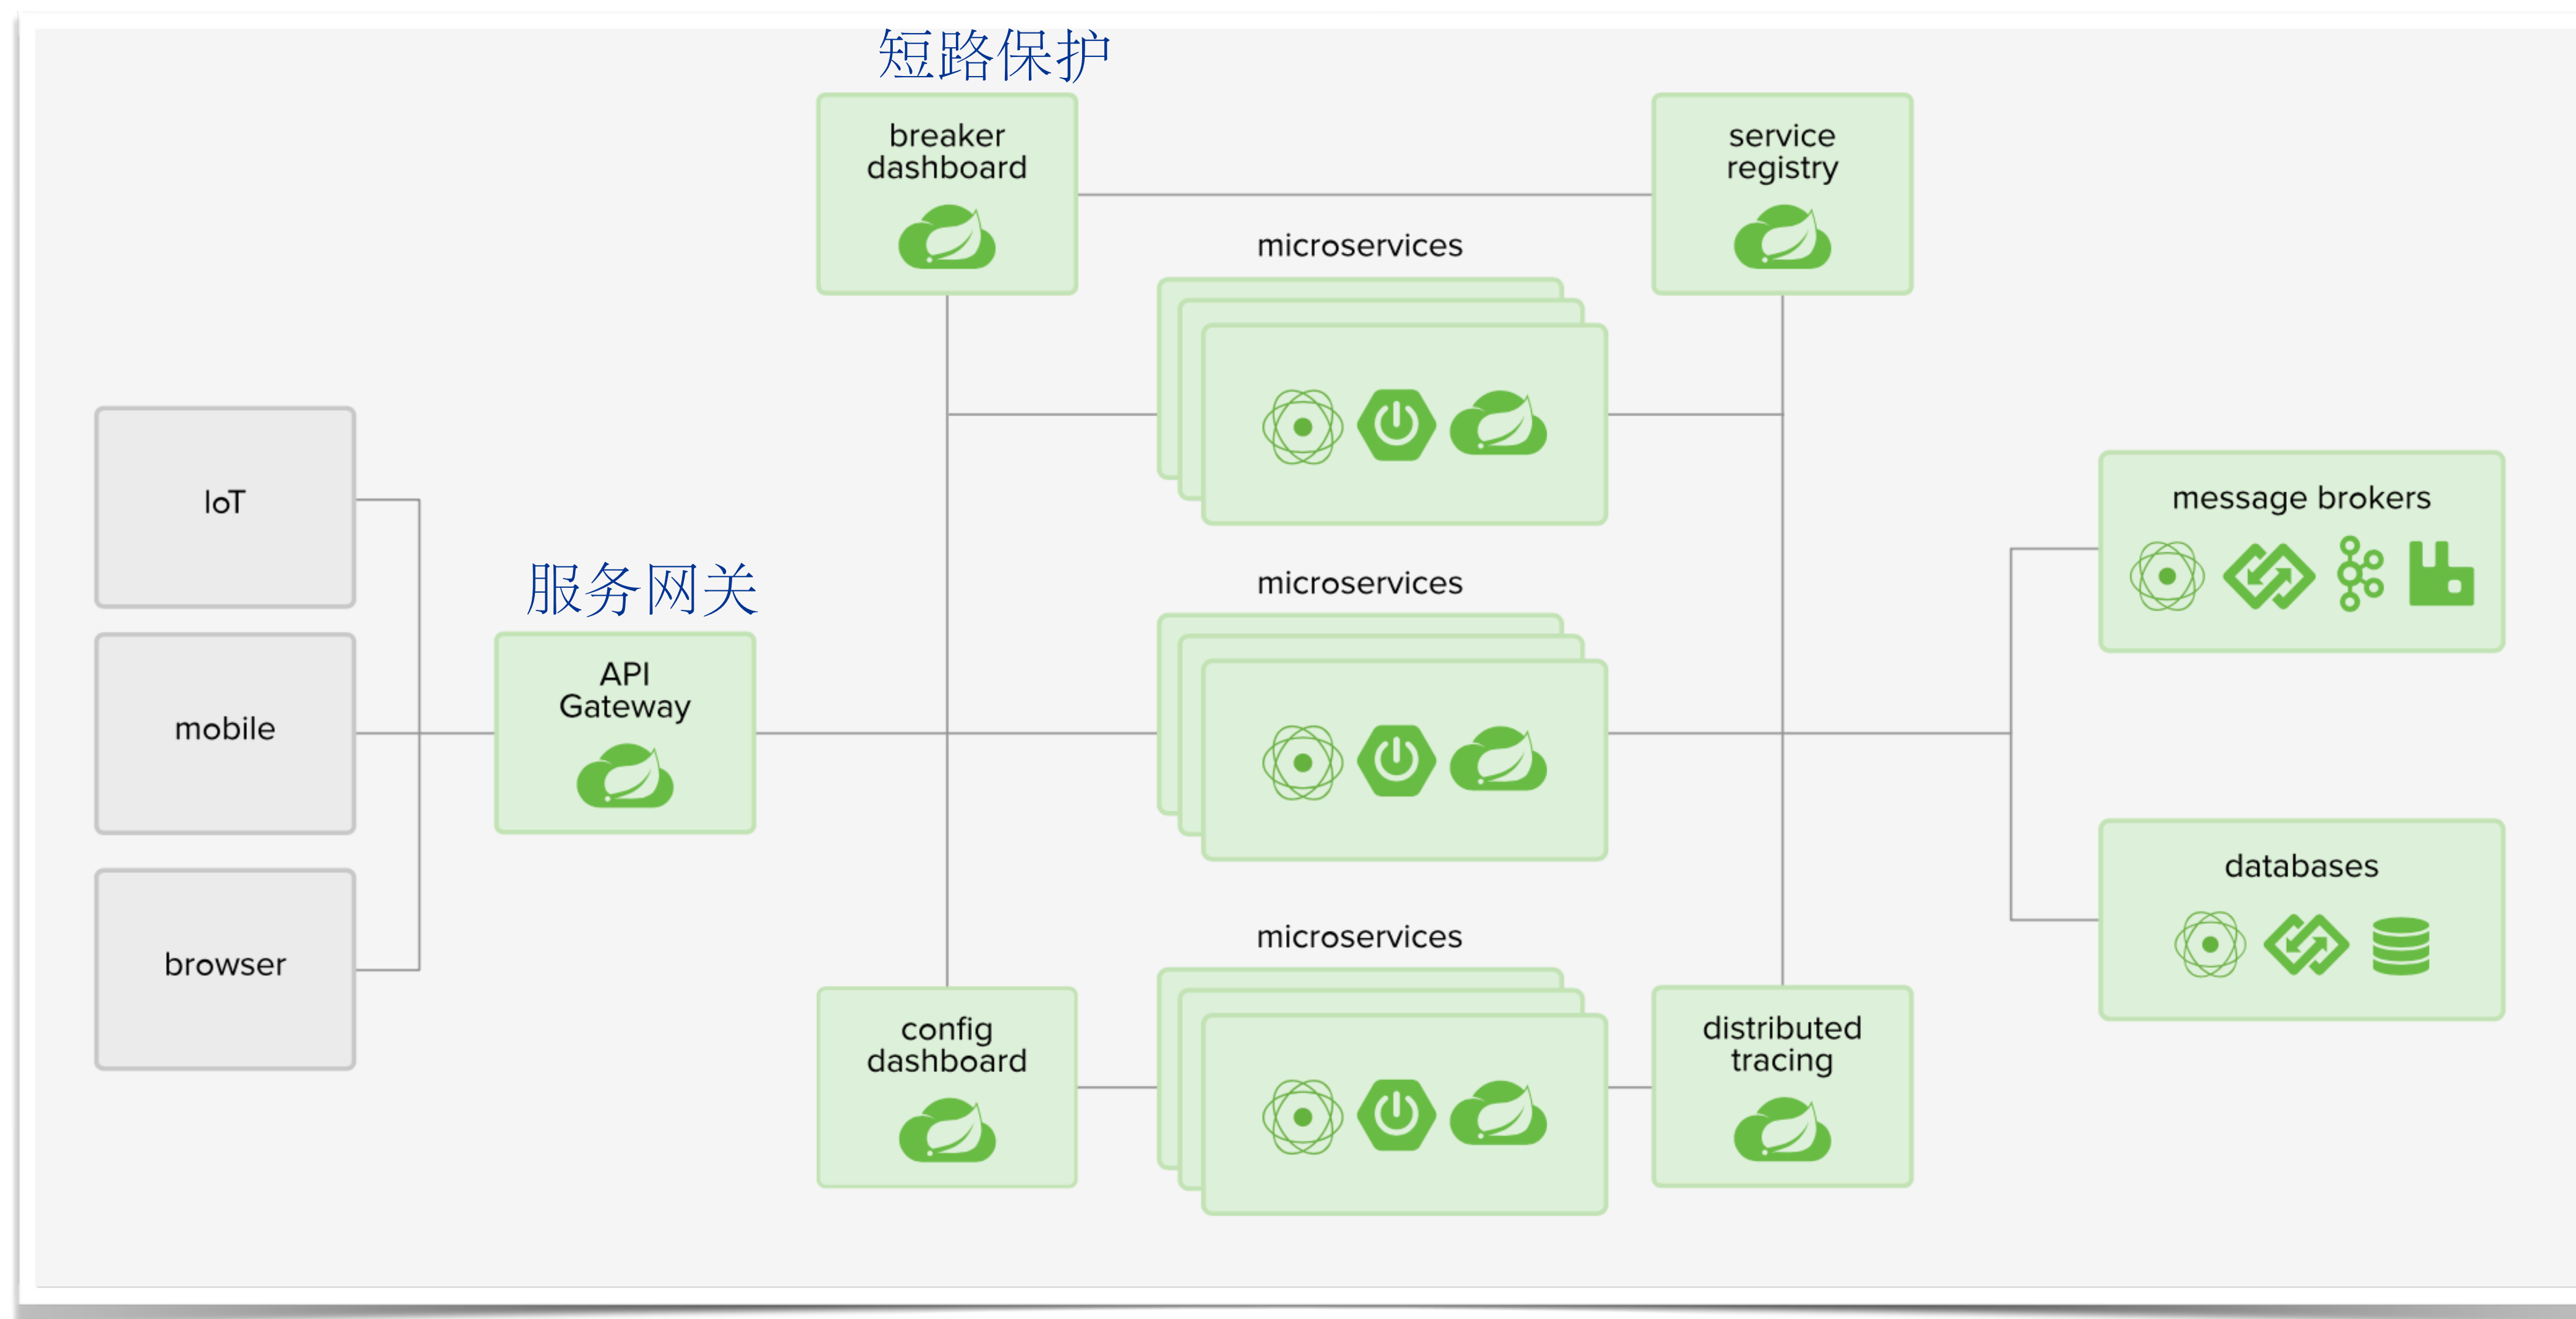 短路保护
breaker
dashboard
service
registry
microservices
IoT
服务网关
API
Gateway
mobile
browser
microservices
message brokers
databases
microservices
config
dashboard
distributed
tracing